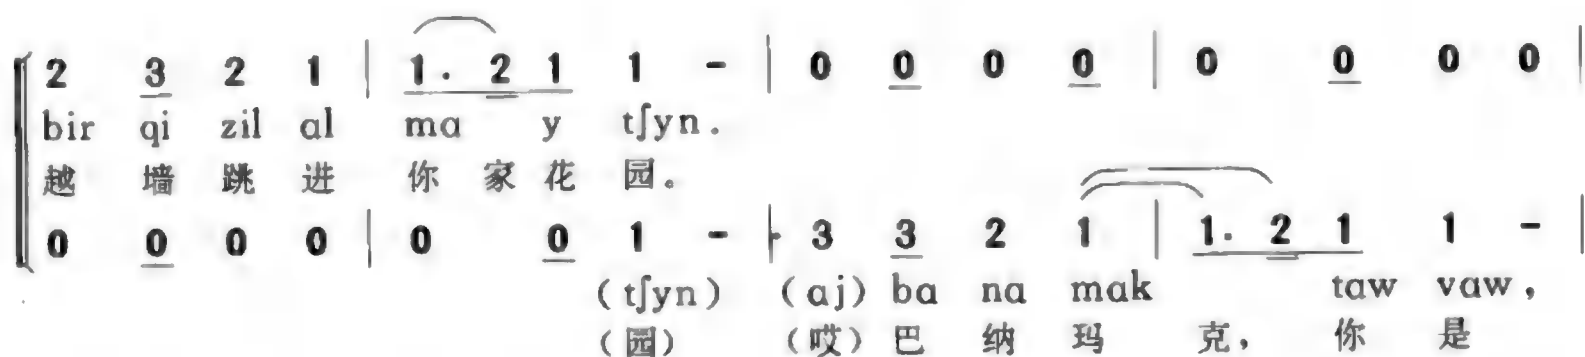 2 3 2 1 | 1. 2 1 1 - | 0 0 0 0 | 0 0 0 0 |
bir qi zil al ma y tʃyn.
越 墙 跳 进 你 家 花 园。
0 0 0 0 | 0 0 1 - | 3 3 2 1 | 1. 2 1 1 - |
(tʃyn) (aj) ba na mak taw vaw,
(园) (哎) 巴 纳 玛 克, 你 是